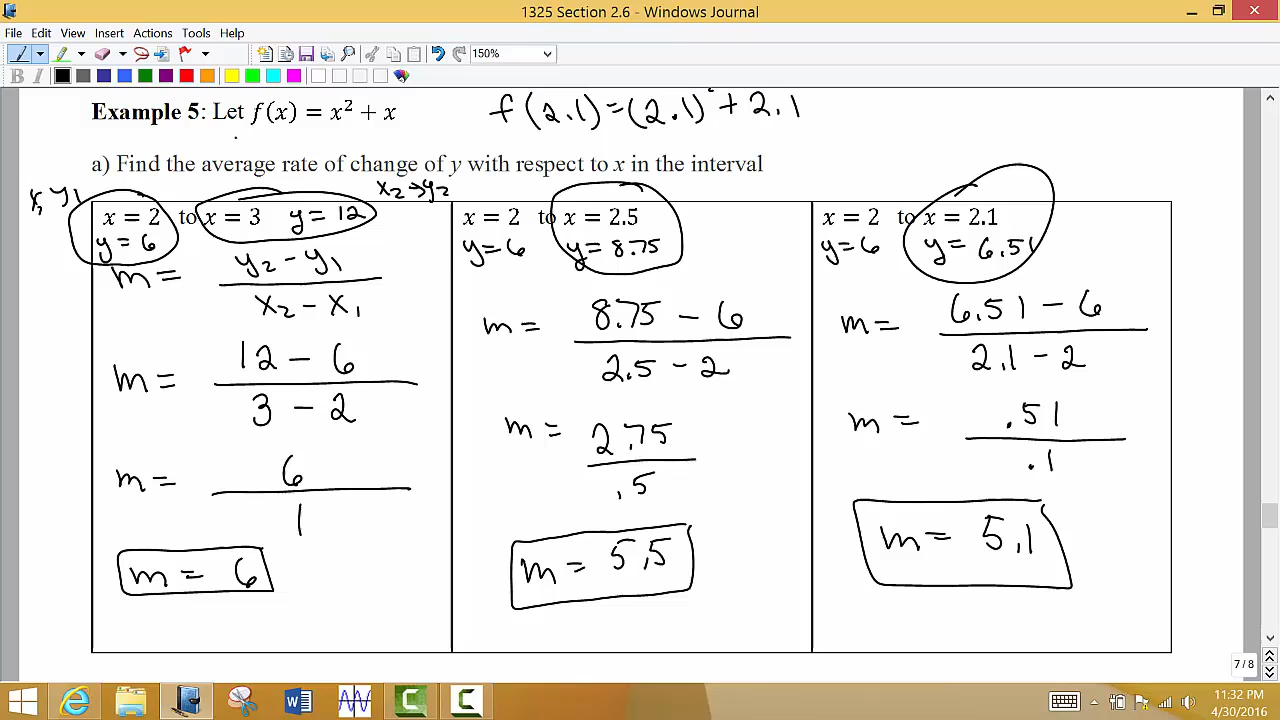 1325 Section 2.6 - Windows Journal
File Edit View Insert Actions Tools Help
150%
B I
Example 5: Let f(x) = x² + x
f(2.1) = (2.1)² + 2.1
a) Find the average rate of change of y with respect to x in the interval
x₁ y₁
x₂ → y₂
x = 2 to x = 3 y = 12
y = 6
m = y₂ - y₁
x₂ - x₁
m = 12 - 6
3 - 2
m = 6
1
m = 6
x = 2 to x = 2.5
y = 6 y = 8.75
m = 8.75 - 6
2.5 - 2
m = 2.75
.5
m = 5.5
x = 2 to x = 2.1
y = 6 y = 6.51
m = 6.51 - 6
2.1 - 2
m = .51
.1
m = 5.1
7 / 8
11:32 PM
4/30/2016